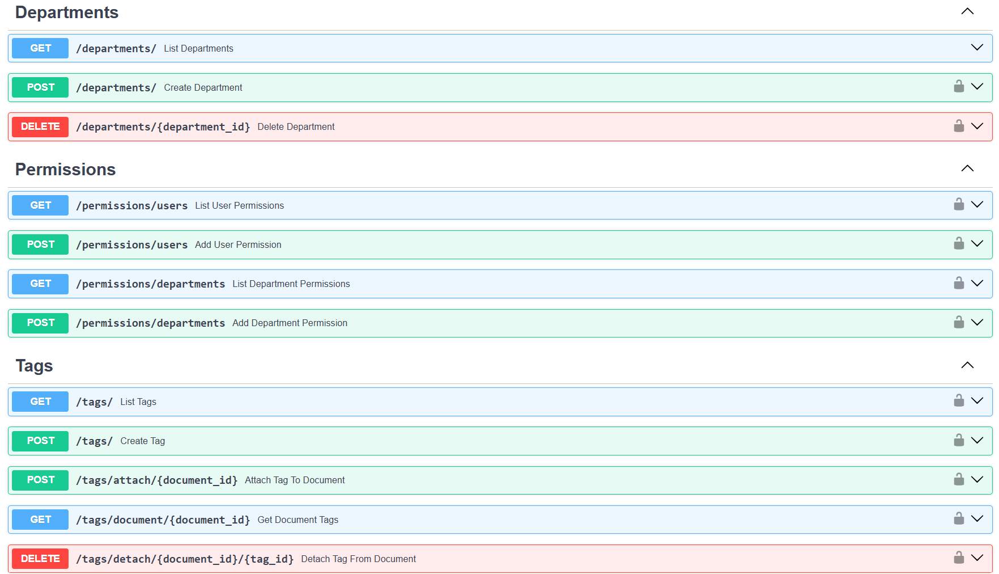 Departments
GET /departments/ List Departments
POST /departments/ Create Department
DELETE /departments/{department_id} Delete Department
Permissions
GET /permissions/users List User Permissions
POST /permissions/users Add User Permission
GET /permissions/departments List Department Permissions
POST /permissions/departments Add Department Permission
Tags
GET /tags/ List Tags
POST /tags/ Create Tag
POST /tags/attach/{document_id} Attach Tag To Document
GET /tags/document/{document_id} Get Document Tags
DELETE /tags/detach/{document_id}/{tag_id} Detach Tag From Document